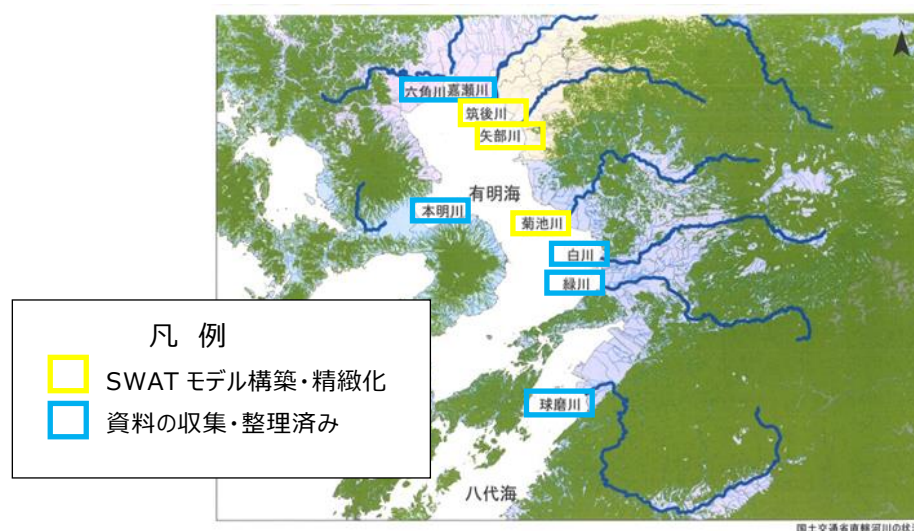 六角川 嘉瀬川
筑後川
矢部川
有明海
本明川
菊池川
白川
緑川
凡 例
SWAT モデル構築・精緻化
資料の収集・整理済み
球磨川
八代海
国土交通省直轄河川の状